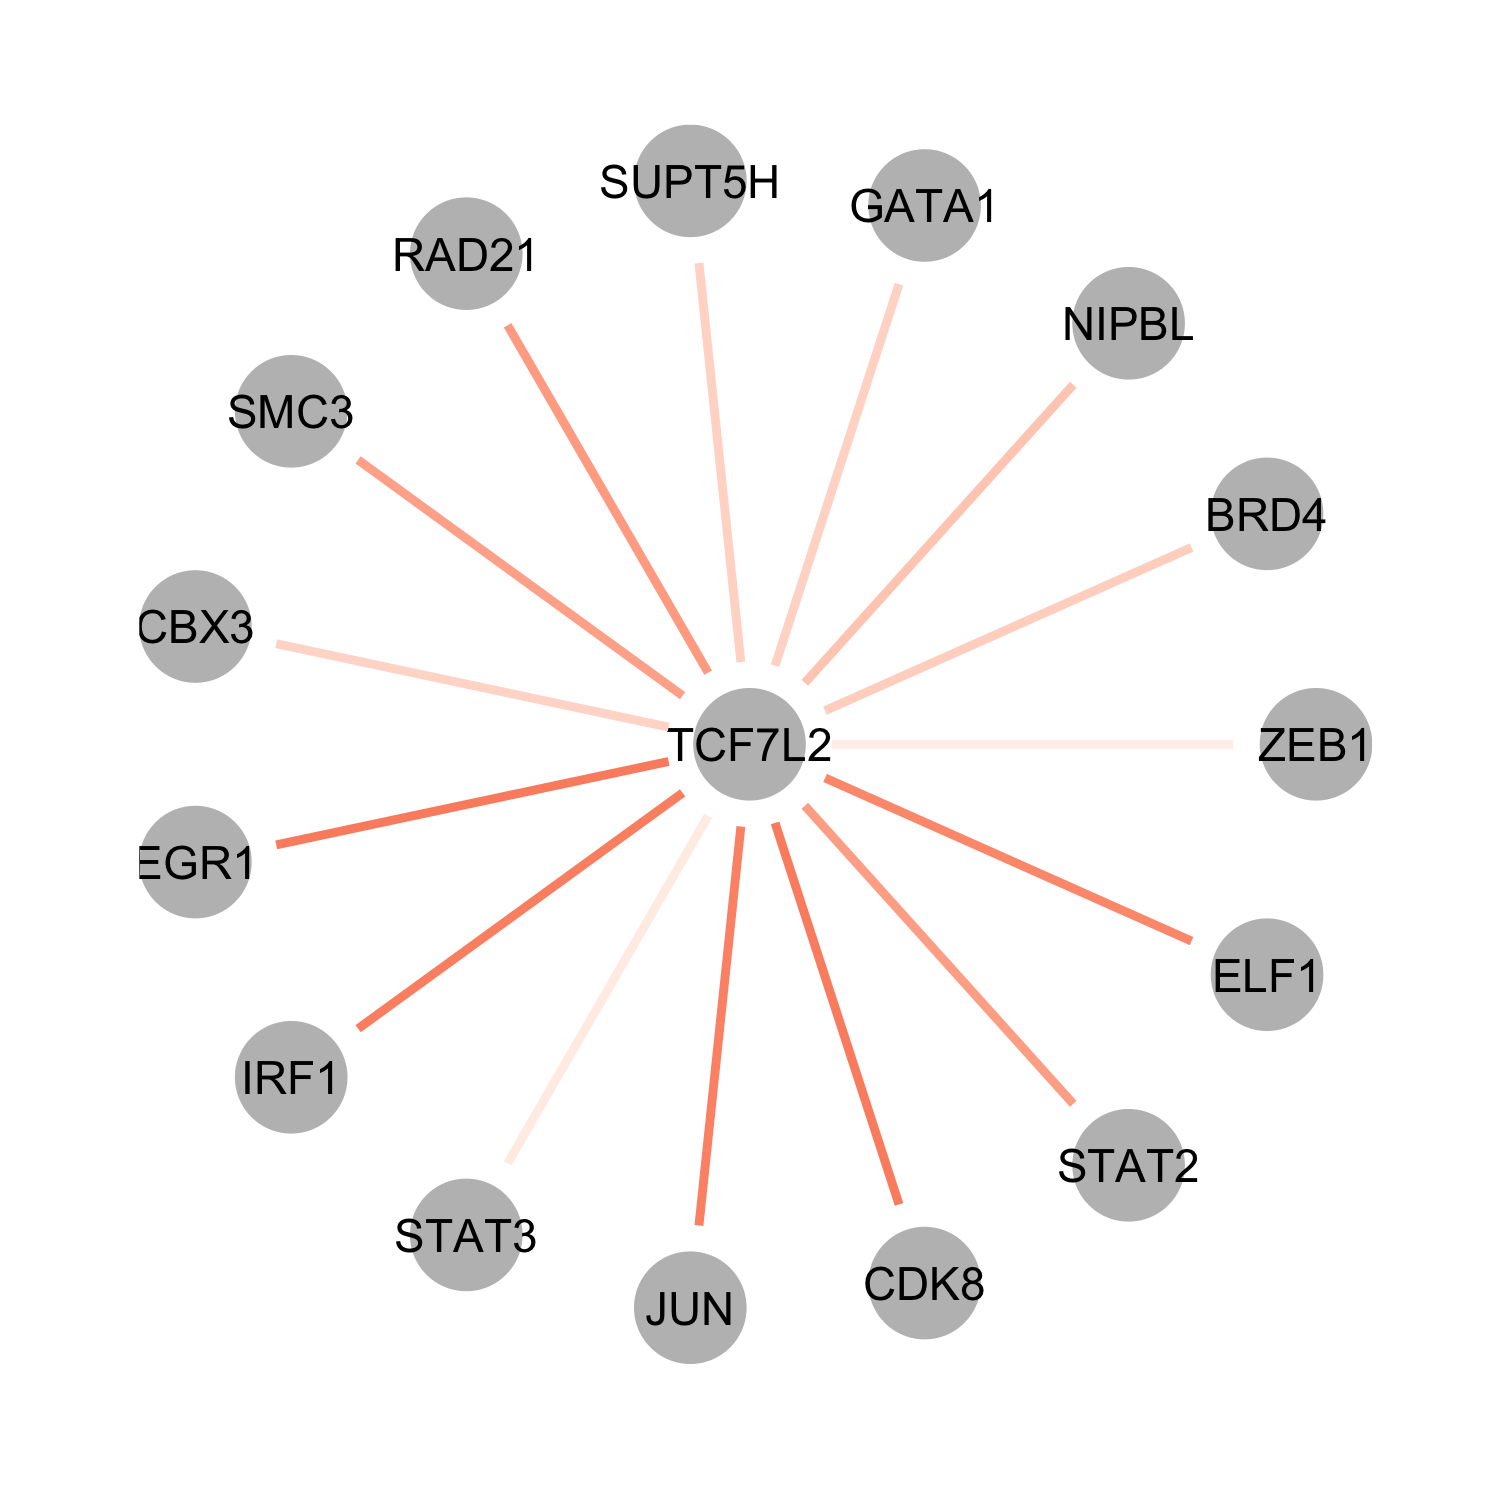 SUPT5H
GATA1
RAD21
NIPBL
SMC3
BRD4
CBX3
TCF7L2
ZEB1
EGR1
ELF1
IRF1
STAT2
STAT3
CDK8
JUN